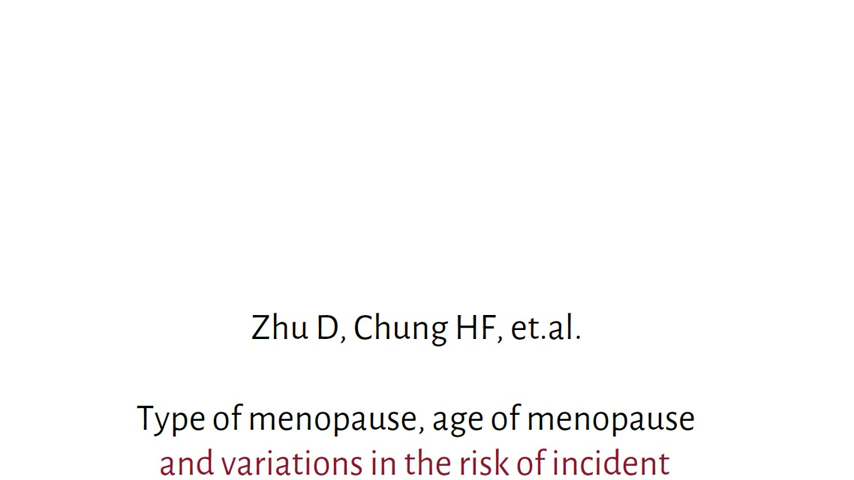 Zhu D, Chung HF, et.al.
Type of menopause, age of menopause
and variations in the risk of incident